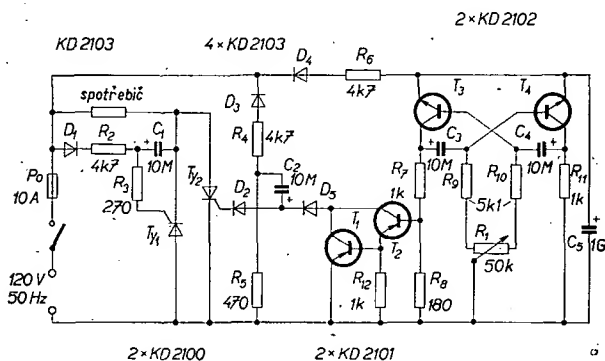 KD 2103
4 × KD 2103
2 × KD 2102
D4
R6
4k7
T3
T4
spotřebič
D3
D1
R2
4k7
+
C1
10M
R4
4k7
+
C3
10M
C4
+
10M
Po
10 A
R3
270
Ty2
D2
C2
10M
+
D5
R7
1k
R9
R10
5k1
R11
1k
Ty1
T1
T2
R1
50k
C5
+
1G
120 V
50 Hz
R5
470
R12
1k
R8
180
2 × KD 2100
2 × KD 2101
a